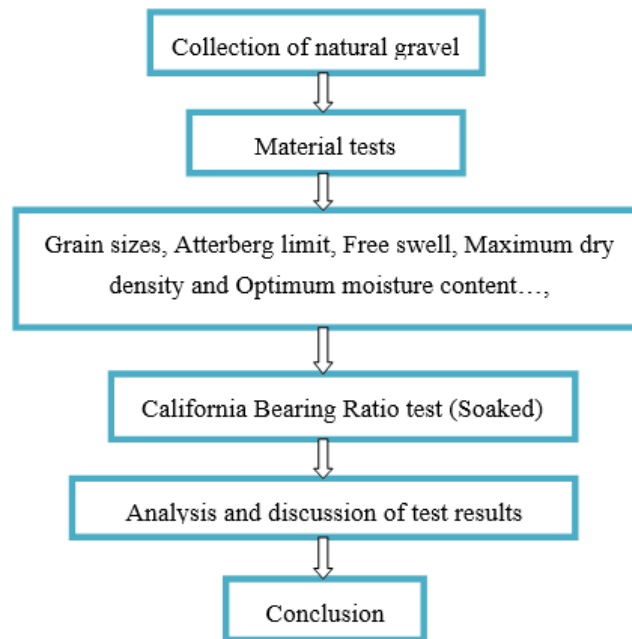 Collection of natural gravel
Material tests
Grain sizes, Atterberg limit, Free swell, Maximum dry
density and Optimum moisture content…,
California Bearing Ratio test (Soaked)
Analysis and discussion of test results
Conclusion